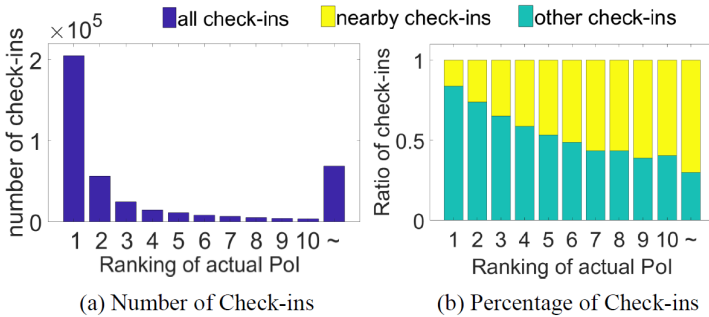 all check-ins nearby check-ins other check-ins
×10⁵
number of check-ins
2
1
0
1 2 3 4 5 6 7 8 9 10 ~
Ranking of actual PoI
(a) Number of Check-ins
Ratio of check-ins
1
0.5
0
1 2 3 4 5 6 7 8 9 10 ~
Ranking of actual PoI
(b) Percentage of Check-ins